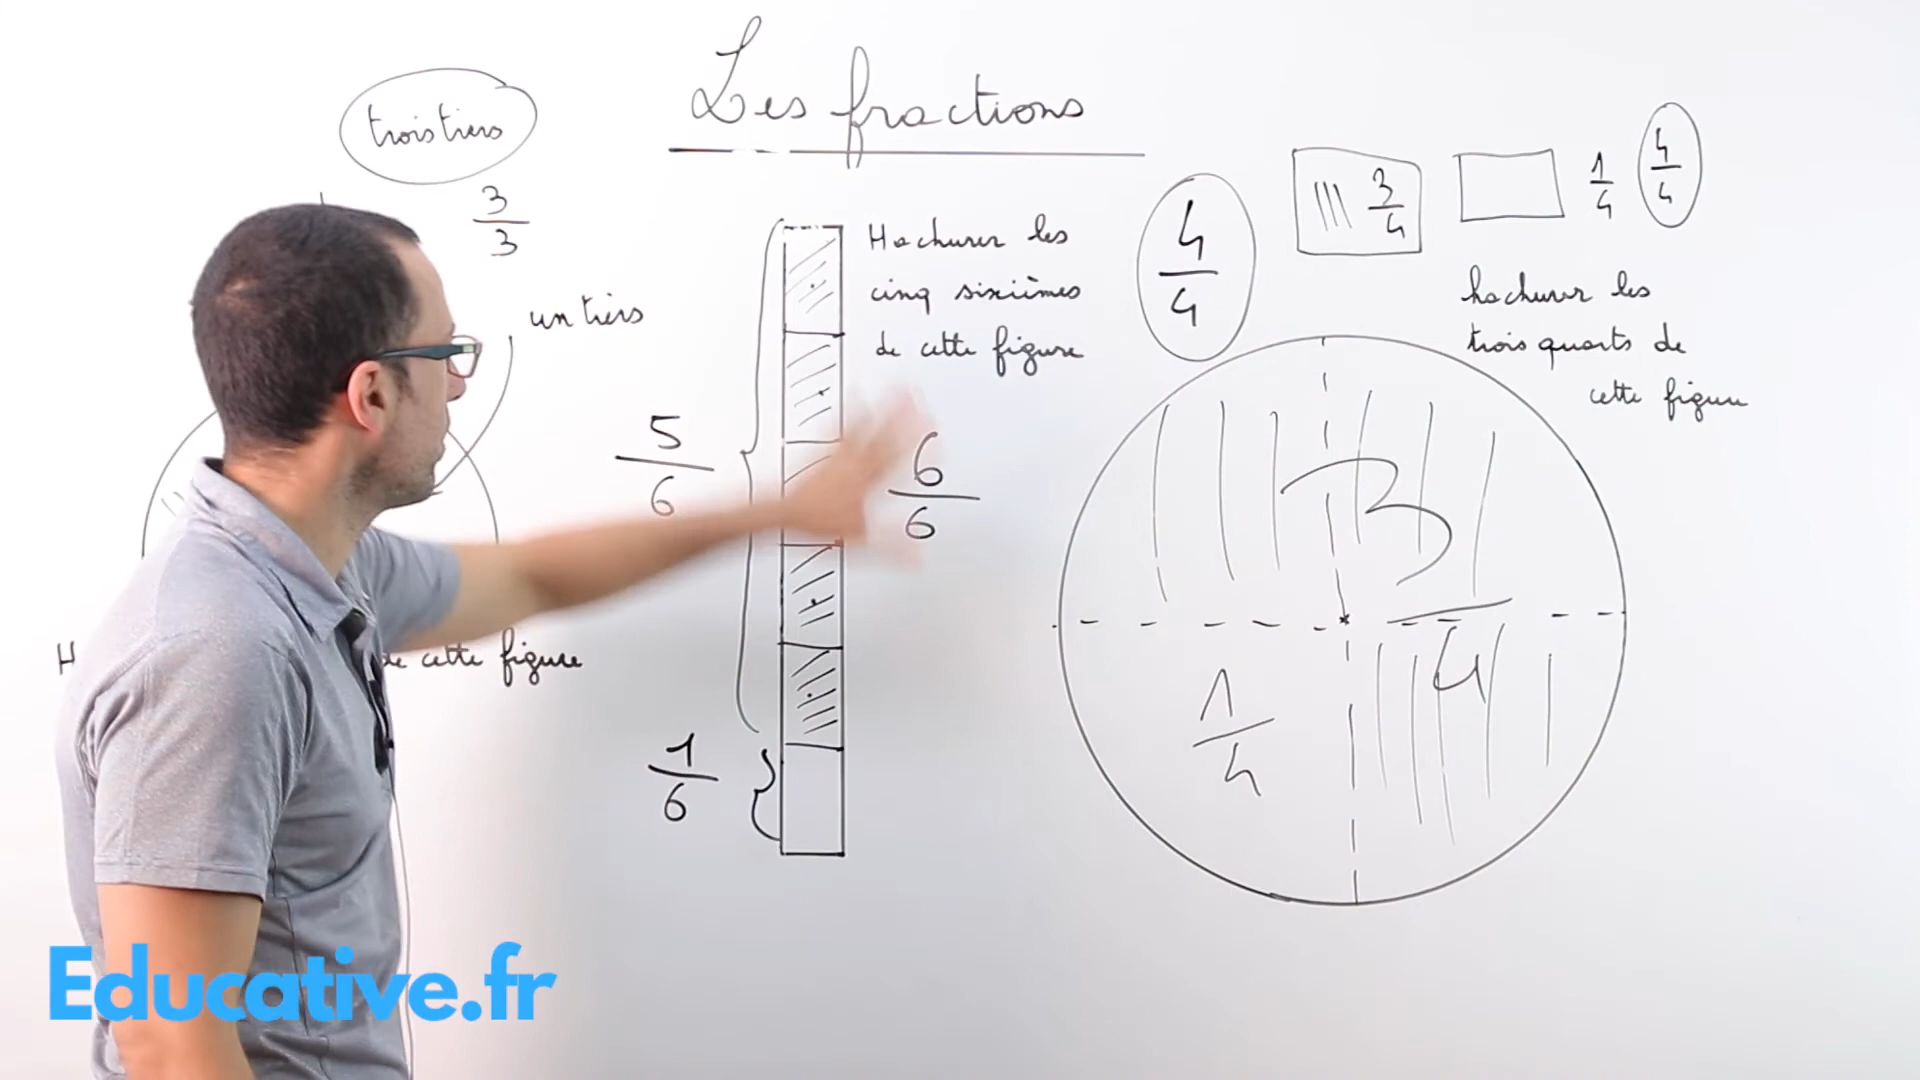 Les fractions
trois tiers
3/3
un tiers
de cette figure
Hachurer les
cinq sixièmes
de cette figure
5/6
6/6
1/6
4/4
3/4
1/4
4/4
hachurer les
trois quarts de
cette figure
3/4
1/4
Educative.fr